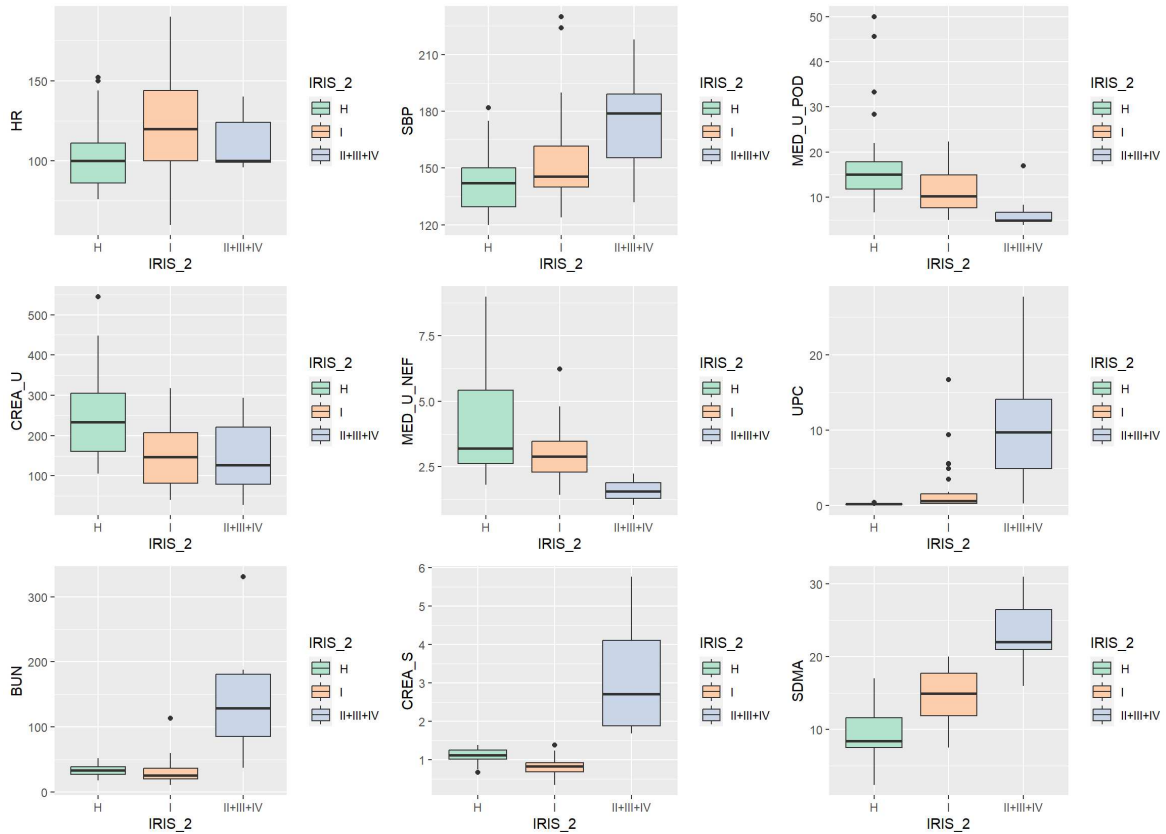 HR
150
100
H
I
II+III+IV
IRIS_2
IRIS_2
H
I
II+III+IV
SBP
210
180
150
120
H
I
II+III+IV
IRIS_2
IRIS_2
H
I
II+III+IV
MED_U_POD
50
40
30
20
10
H
I
II+III+IV
IRIS_2
IRIS_2
H
I
II+III+IV
CREA_U
500
400
300
200
100
H
I
II+III+IV
IRIS_2
IRIS_2
H
I
II+III+IV
MED_U_NEF
7.5
5.0
2.5
H
I
II+III+IV
IRIS_2
IRIS_2
H
I
II+III+IV
UPC
20
10
0
H
I
II+III+IV
IRIS_2
IRIS_2
H
I
II+III+IV
BUN
300
200
100
0
H
I
II+III+IV
IRIS_2
IRIS_2
H
I
II+III+IV
CREA_S
6
5
4
3
2
1
H
I
II+III+IV
IRIS_2
IRIS_2
H
I
II+III+IV
SDMA
30
20
10
H
I
II+III+IV
IRIS_2
IRIS_2
H
I
II+III+IV